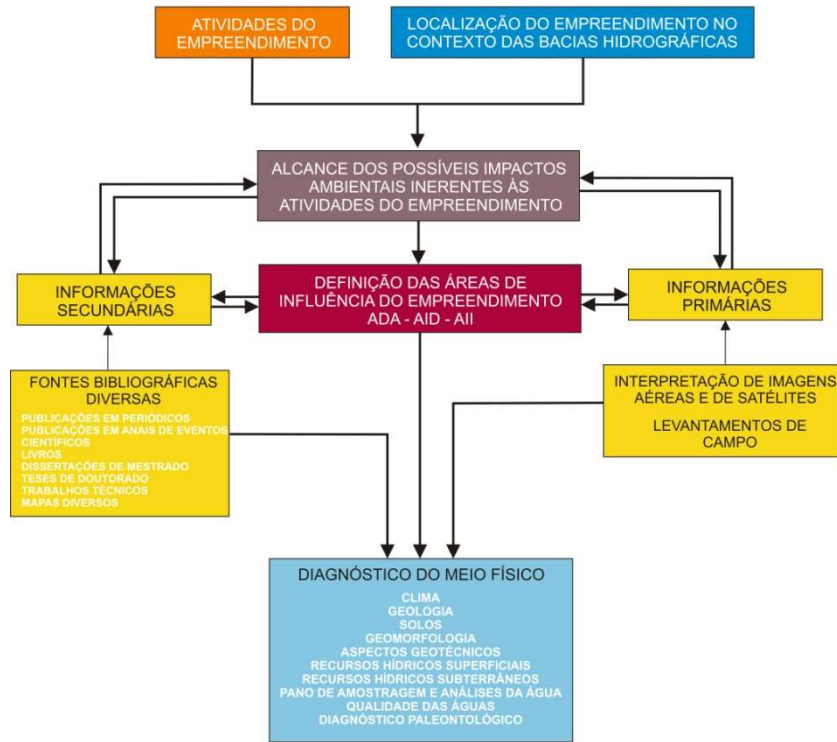 ATIVIDADES DO
EMPREENDIMENTO
LOCALIZAÇÃO DO EMPREENDIMENTO NO
CONTEXTO DAS BACIAS HIDROGRÁFICAS
ALCANCE DOS POSSÍVEIS IMPACTOS
AMBIENTAIS INERENTES ÀS
ATIVIDADES DO EMPREENDIMENTO
INFORMAÇÕES
SECUNDÁRIAS
DEFINIÇÃO DAS ÁREAS DE
INFLUÊNCIA DO EMPREENDIMENTO
ADA - AID - AII
INFORMAÇÕES
PRIMÁRIAS
FONTES BIBLIOGRÁFICAS
DIVERSAS
PUBLICAÇÕES EM PERIÓDICOS
PUBLICAÇÕES EM ANAIS DE EVENTOS
CIENTÍFICOS
LIVROS
DISSERTAÇÕES DE MESTRADO
TESES DE DOUTORADO
TRABALHOS TÉCNICOS
MAPAS DIVERSOS
INTERPRETAÇÃO DE IMAGENS
AÉREAS E DE SATÉLITES
LEVANTAMENTOS DE
CAMPO
DIAGNÓSTICO DO MEIO FÍSICO
CLIMA
GEOLOGIA
SOLOS
GEOMORFOLOGIA
ASPECTOS GEOTÉCNICOS
RECURSOS HÍDRICOS SUPERFICIAIS
RECURSOS HÍDRICOS SUBTERRÂNEOS
PANO DE AMOSTRAGEM E ANÁLISES DA ÁGUA
QUALIDADE DAS ÁGUAS
DIAGNÓSTICO PALEONTOLÓGICO